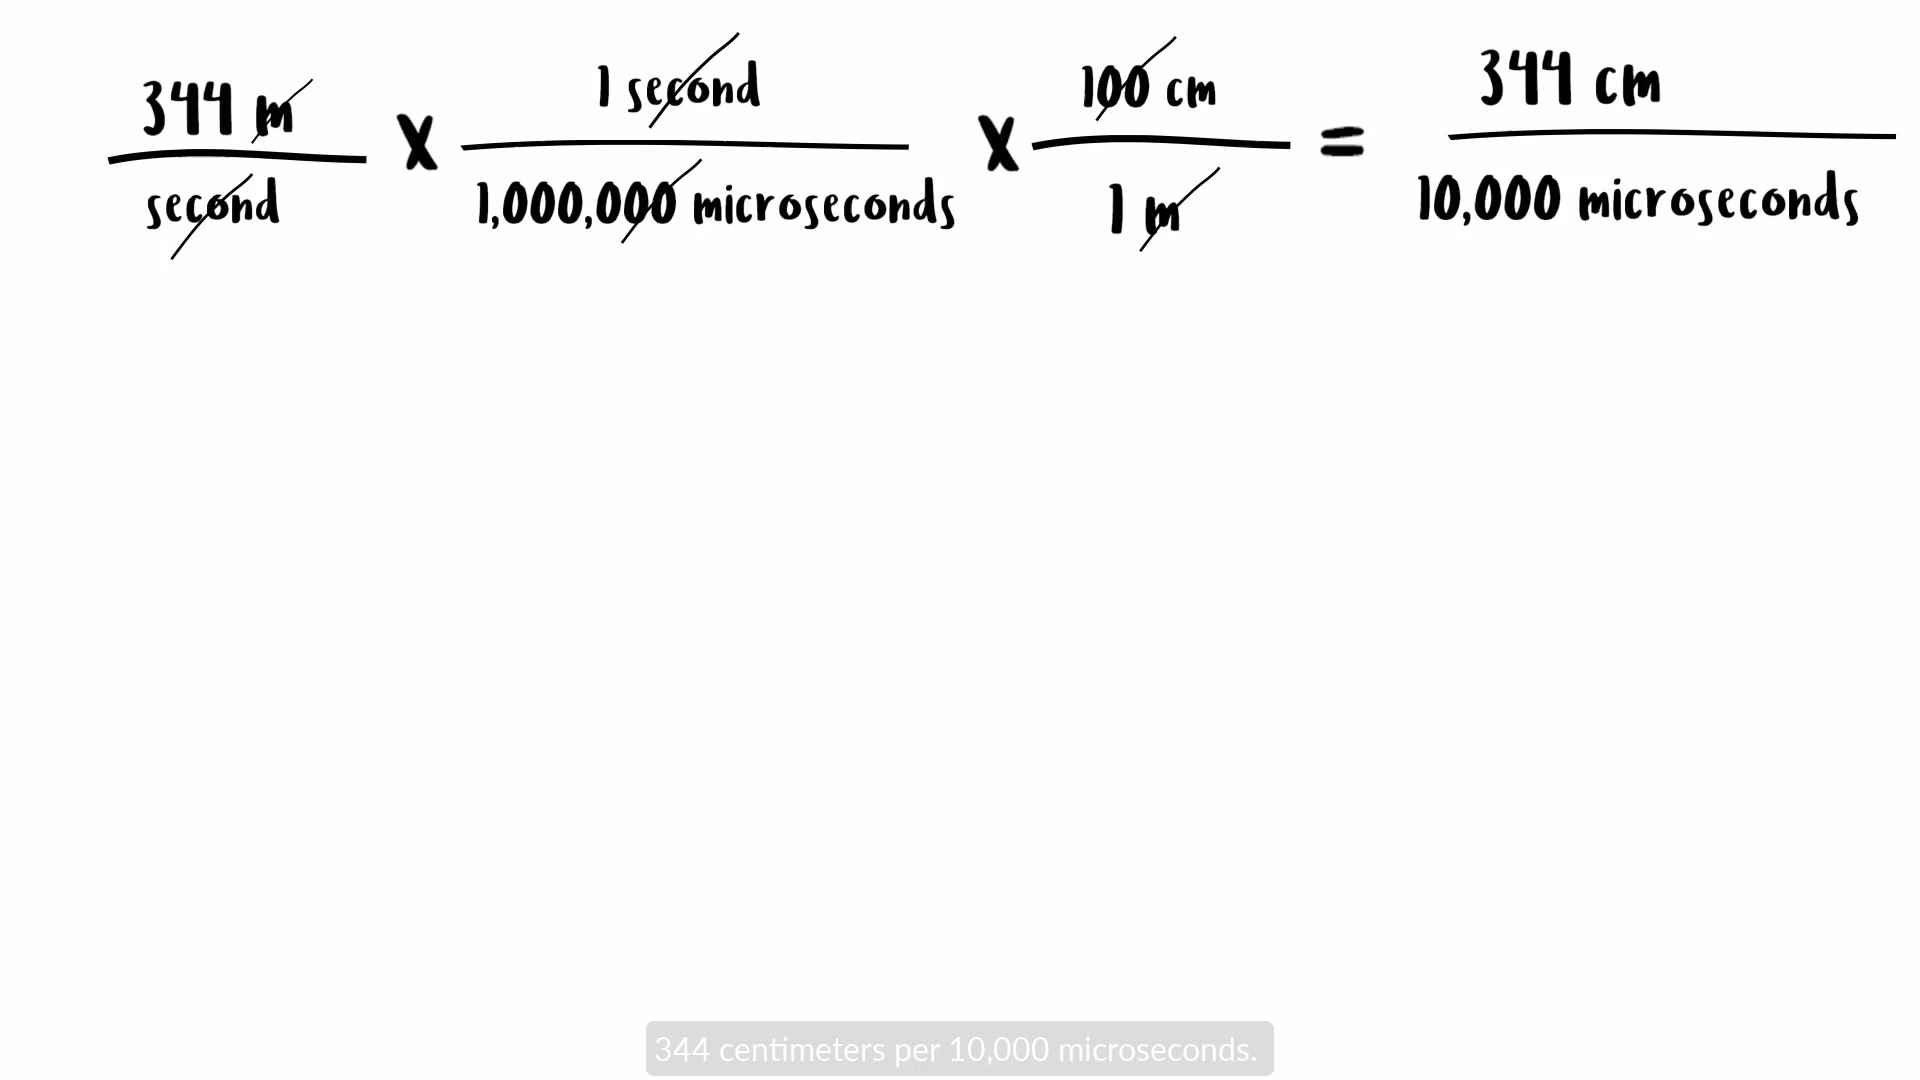 344 m x 1 second x 100 cm = 344 cm
second 1,000,000 microseconds 1 m 10,000 microseconds
344 centimeters per 10,000 microseconds.